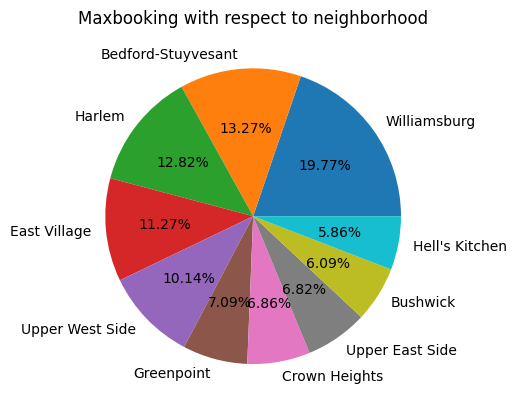 Maxbooking with respect to neighborhood
Williamsburg
19.77%
Bedford-Stuyvesant
13.27%
Harlem
12.82%
East Village
11.27%
Upper West Side
10.14%
Greenpoint
7.09%
Crown Heights
6.86%
Upper East Side
6.82%
Bushwick
6.09%
Hell's Kitchen
5.86%